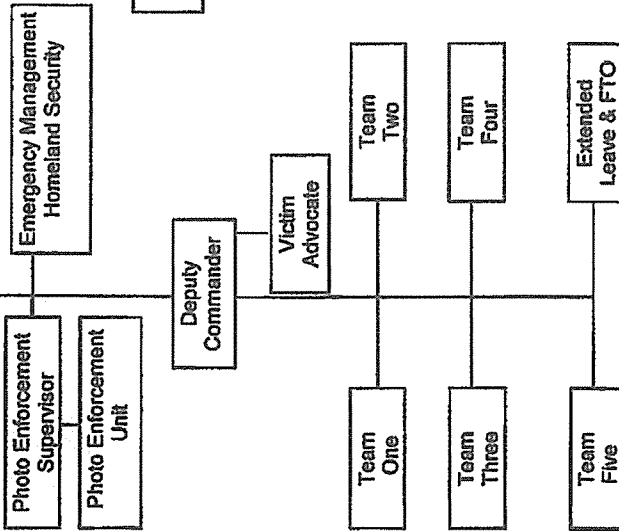 Emergency Management
Homeland Security
Photo Enforcement
Supervisor
Photo Enforcement
Unit
Deputy
Commander
Victim
Advocate
Team
One
Team
Two
Team
Three
Team
Four
Team
Five
Extended
Leave & FTO